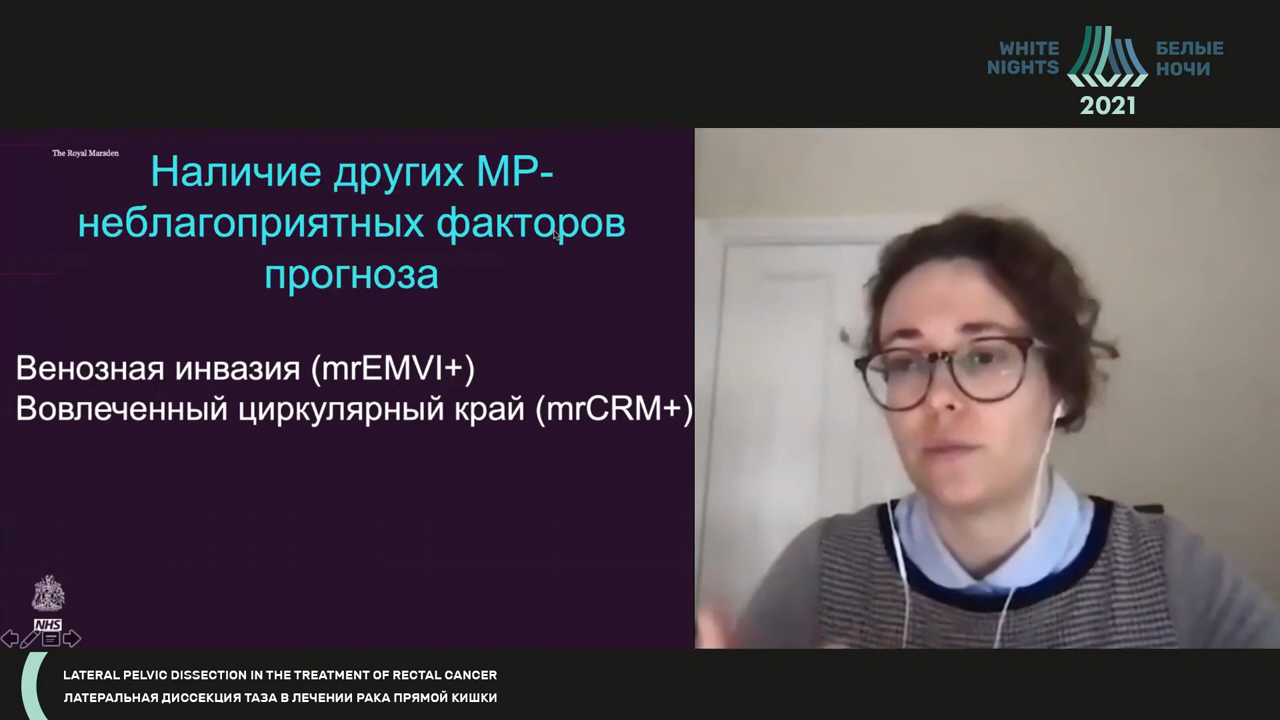 WHITE NIGHTS
БЕЛЫЕ НОЧИ
2021
The Royal Marsden
Наличие других МР-
неблагоприятных факторов
прогноза
Венозная инвазия (mrEMVI+)
Вовлеченный циркулярный край (mrCRM+)
NHS
LATERAL PELVIC DISSECTION IN THE TREATMENT OF RECTAL CANCER
ЛАТЕРАЛЬНАЯ ДИССЕКЦИЯ ТАЗА В ЛЕЧЕНИИ РАКА ПРЯМОЙ КИШКИ